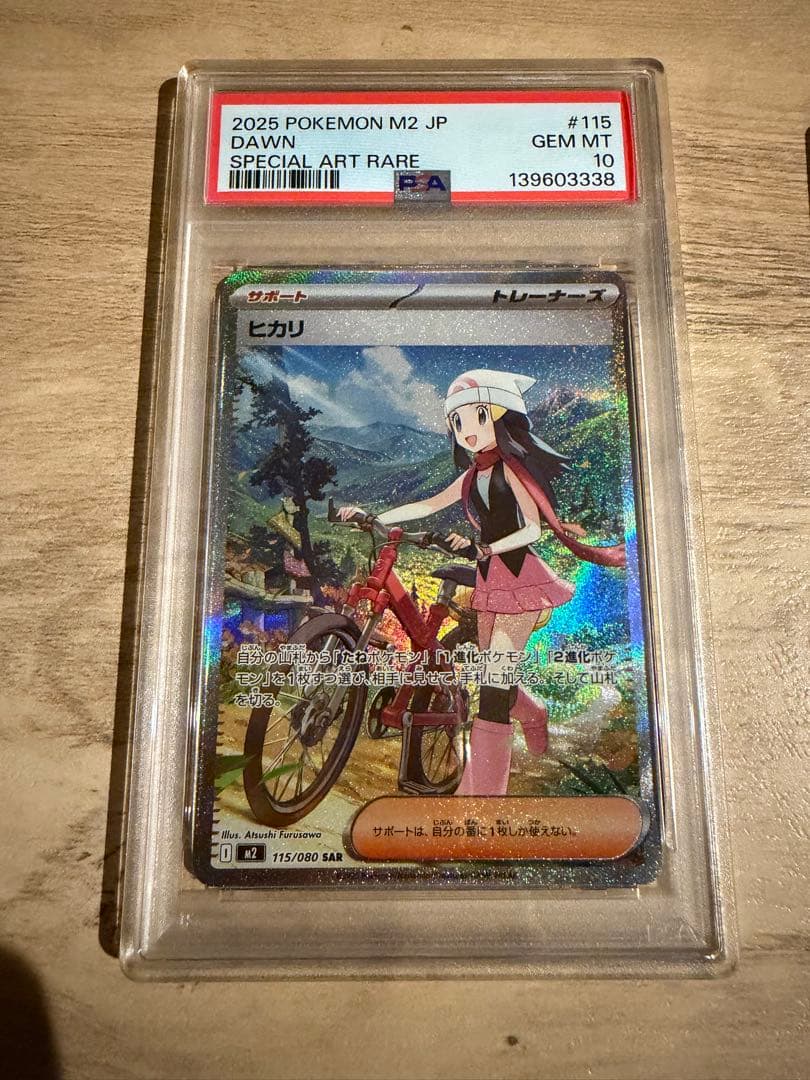 2025 POKEMON M2 JP #115
DAWN GEM MT
SPECIAL ART RARE 10
PSA 139603338
サポート トレーナーズ
ヒカリ
自分の山札から「たねポケモン」「1進化ポケモン」「2進化ポケ
モン」を1枚ずつ選び、相手に見せて、手札に加える。そして山札
を切る。
サポートは、自分の番に1枚しか使えない。
Illus. Atsushi Furusawa
I M2 115/080 SAR